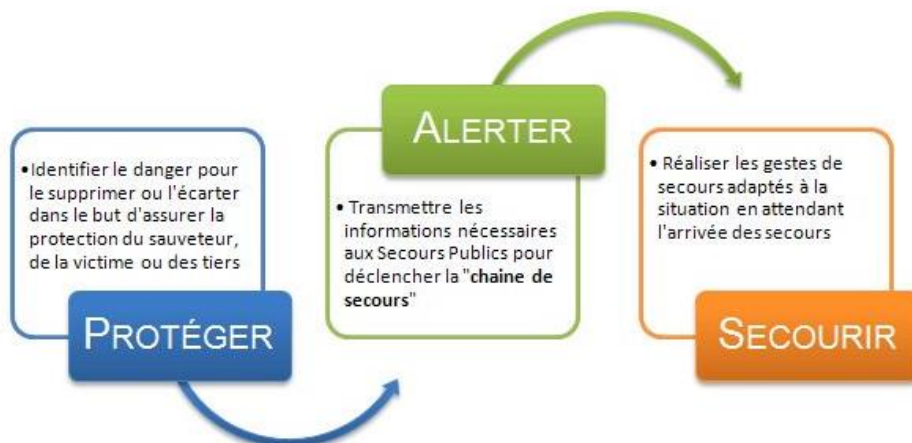 •Identifier le danger pour
le supprimer ou l'écarter
dans le but d'assurer la
protection du sauveteur,
de la victime ou des tiers
PROTÉGER
ALERTER
• Transmettre les
informations nécessaires
aux Secours Publics pour
déclencher la "chaine de
secours"
• Réaliser les gestes de
secours adaptés à la
situation en attendant
l'arrivée des secours
SECOURIR